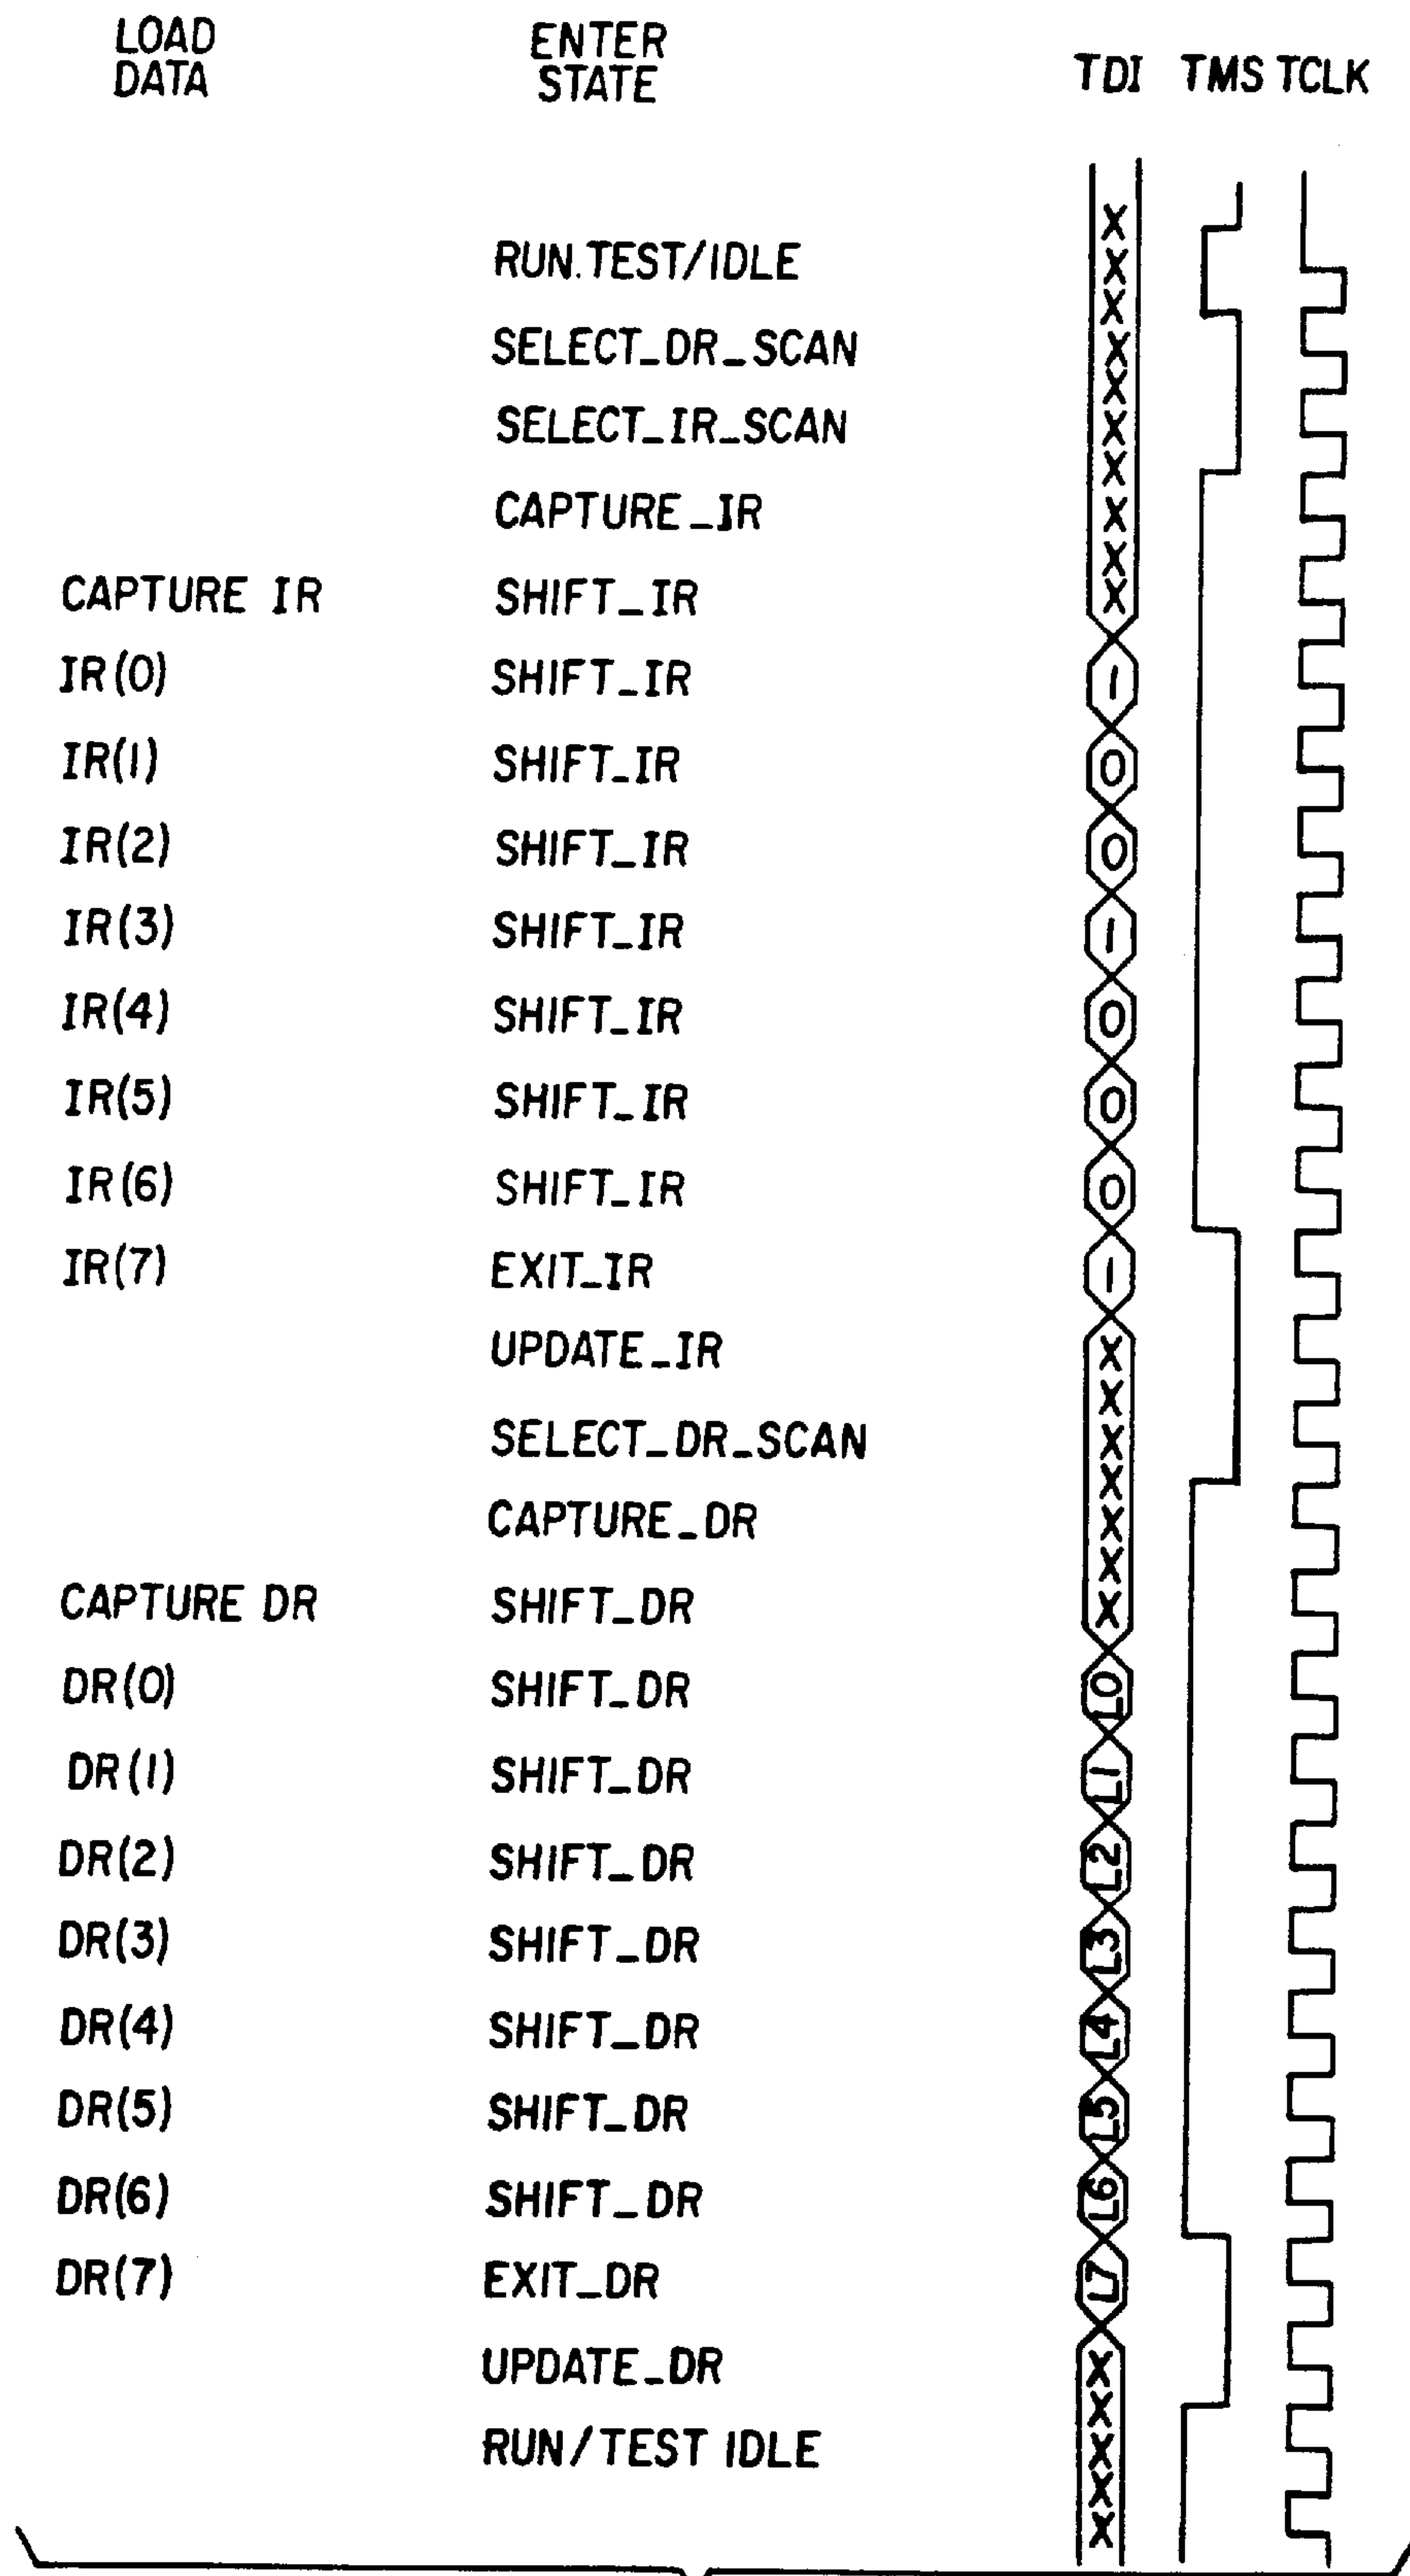 LOAD DATA ENTER STATE TDI TMS TCLK
X
RUN.TEST/IDLE X
X
SELECT_DR_SCAN X
X
SELECT_IR_SCAN X
X
CAPTURE_IR X
X
CAPTURE IR SHIFT_IR X
IR(0) SHIFT_IR 1
IR(1) SHIFT_IR 0
IR(2) SHIFT_IR 0
IR(3) SHIFT_IR 1
IR(4) SHIFT_IR 0
IR(5) SHIFT_IR 0
IR(6) SHIFT_IR 0
IR(7) EXIT_IR 1
UPDATE_IR X
X
SELECT_DR_SCAN X
X
CAPTURE_DR X
X
CAPTURE DR SHIFT_DR X
DR(0) SHIFT_DR L0
DR(1) SHIFT_DR L1
DR(2) SHIFT_DR L2
DR(3) SHIFT_DR L3
DR(4) SHIFT_DR L4
DR(5) SHIFT_DR L5
DR(6) SHIFT_DR L6
DR(7) EXIT_DR L7
UPDATE_DR X
X
RUN/TEST IDLE X
X
X